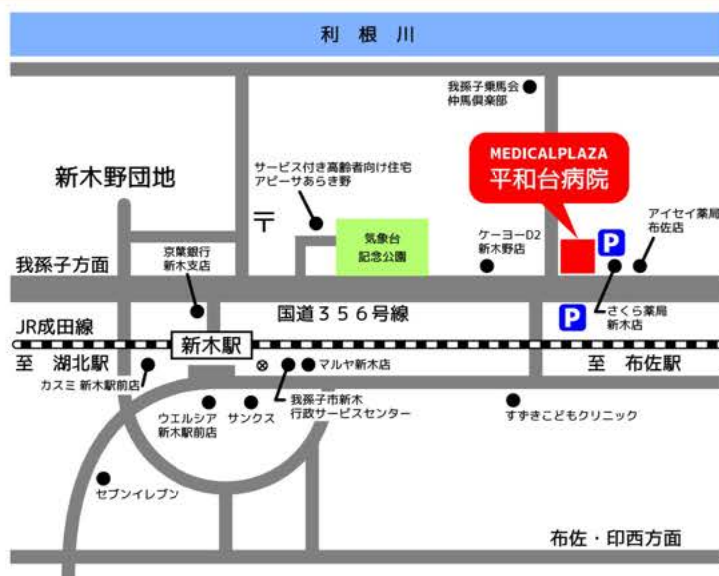 利根川
我孫子乗馬会
仲馬倶楽部
MEDICALPLAZA
平和台病院
サービス付き高齢者向け住宅
アビーサあらき野
新木野団地
〒
アイセイ薬局
布佐店
P
気象台
記念公園
ケーヨーD2
新木野店
京葉銀行
新木支店
我孫子方面
国道356号線
P
さくら薬局
新木店
JR成田線
新木駅
至 湖北駅
マルヤ新木店
至 布佐駅
カスミ 新木駅前店
我孫子市新木
行政サービスセンター
ウエルシア
新木駅前店
サンクス
すずきこどもクリニック
セブンイレブン
布佐・印西方面